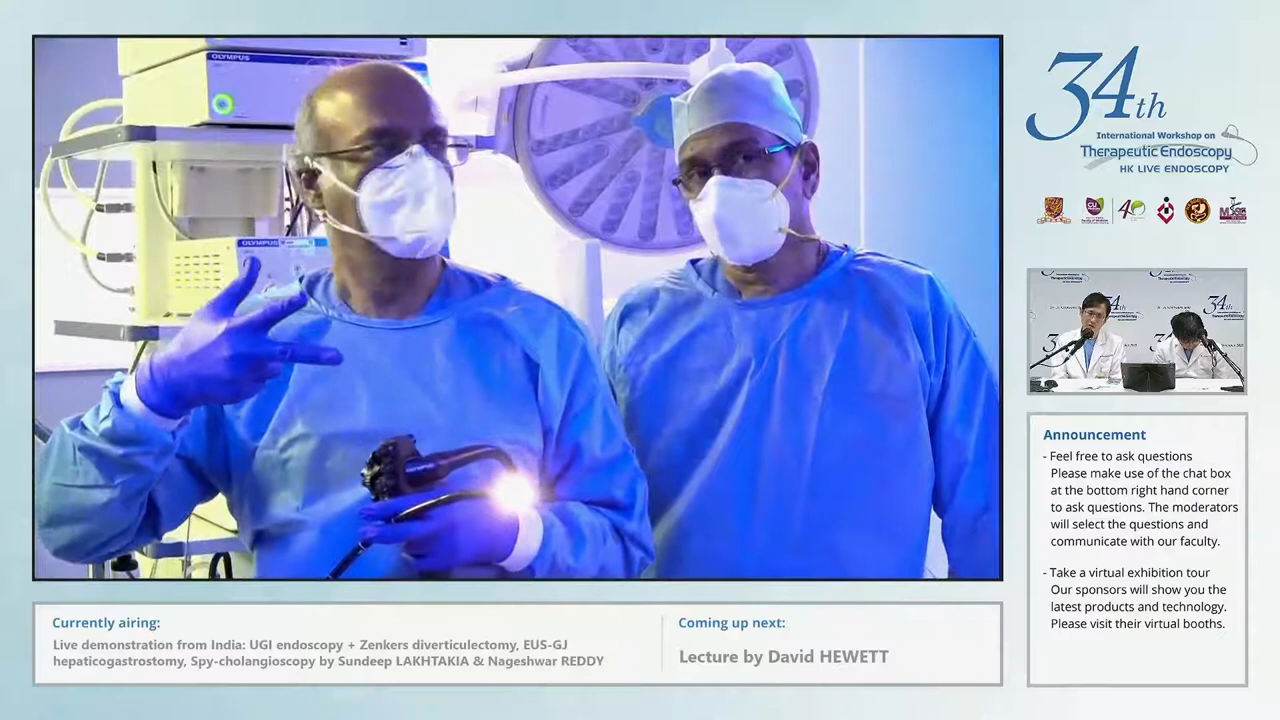 OLYMPUS
OLYMPUS
34th
International Workshop on
Therapeutic Endoscopy
HK LIVE ENDOSCOPY
34th
34th
Currently airing:
Live demonstration from India: UGI endoscopy + Zenkers diverticulectomy, EUS-GJ
hepaticogastrostomy, Spy-cholangioscopy by Sundeep LAKHTAKIA & Nageshwar REDDY
Coming up next:
Lecture by David HEWETT
Announcement
- Feel free to ask questions
Please make use of the chat box
at the bottom right hand corner
to ask questions. The moderators
will select the questions and
communicate with our faculty.
- Take a virtual exhibition tour
Our sponsors will show you the
latest products and technology.
Please visit their virtual booths.